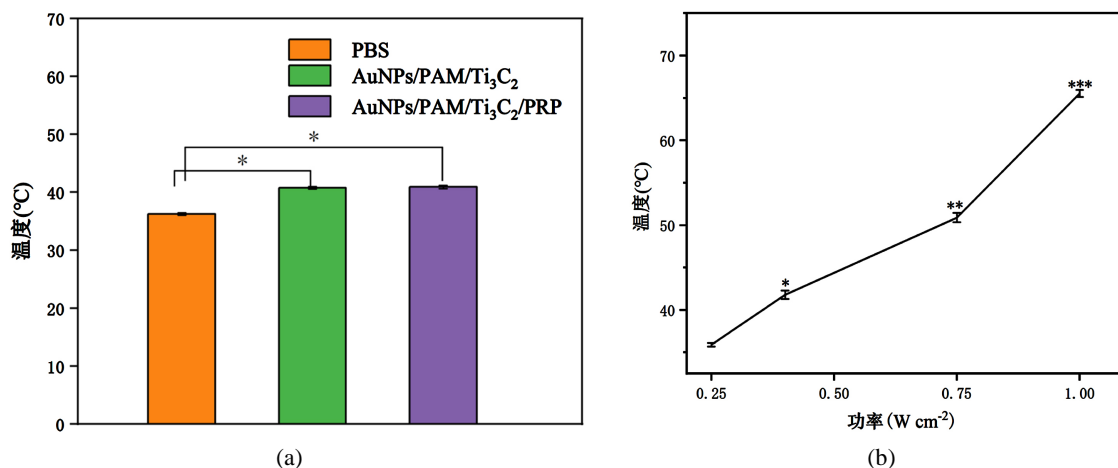 70
60
50
40
30
20
10
0
温度(℃)
PBS
AuNPs/PAM/Ti₃C₂
AuNPs/PAM/Ti₃C₂/PRP
*
*
(a)
70
60
50
40
温度(℃)
*
**
***
0.25 0.50 0.75 1.00
功率(W cm⁻²)
(b)